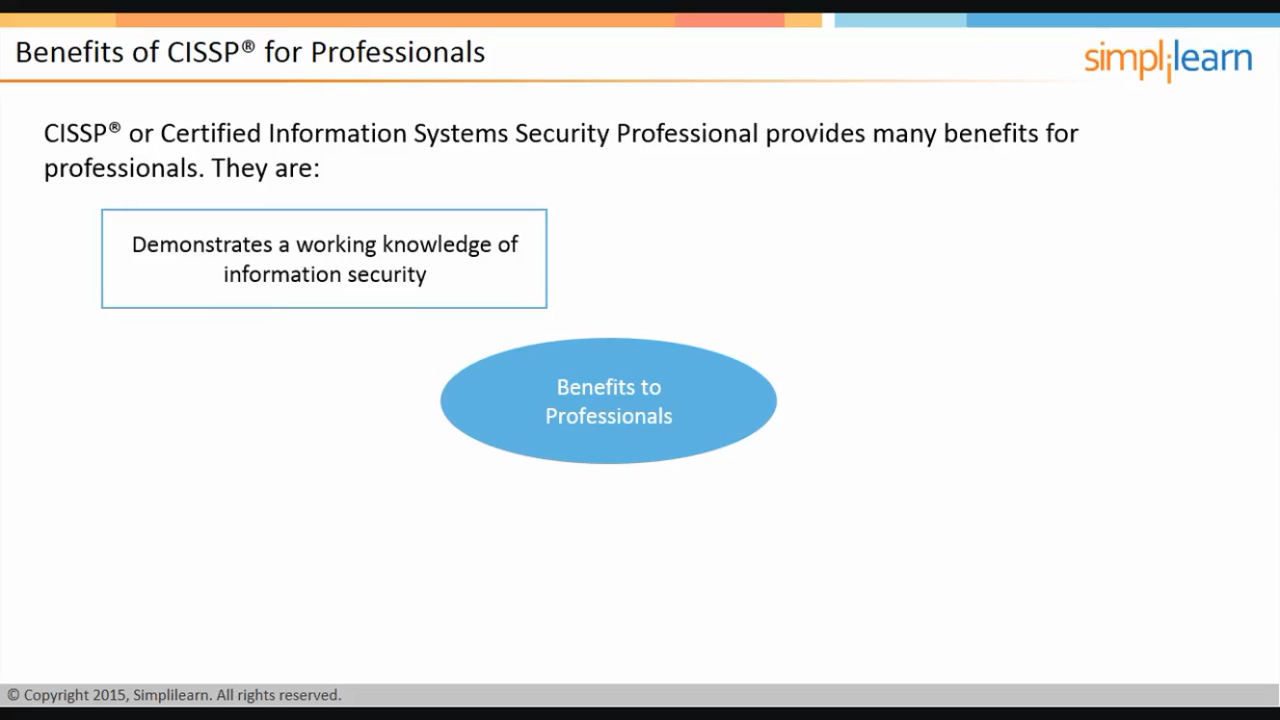 Benefits of CISSP® for Professionals
simplilearn
CISSP® or Certified Information Systems Security Professional provides many benefits for
professionals. They are:
Demonstrates a working knowledge of
information security
Benefits to
Professionals
© Copyright 2015, Simplilearn. All rights reserved.